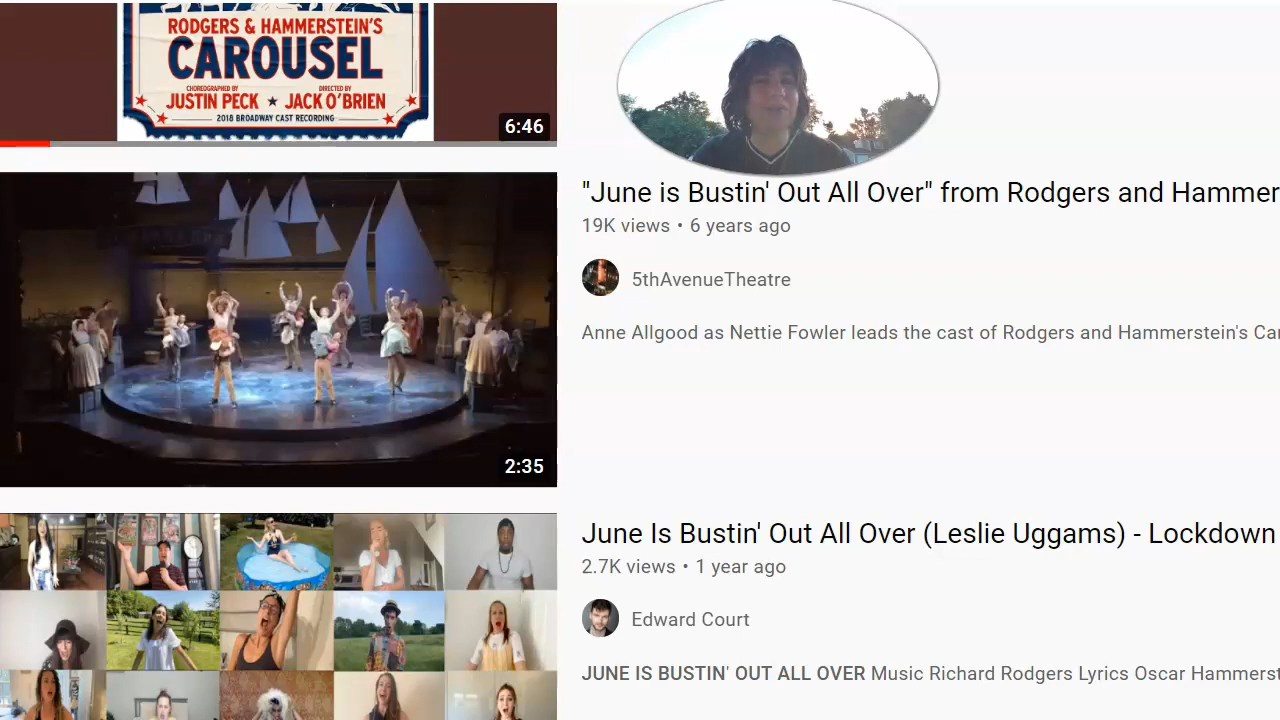 RODGERS & HAMMERSTEIN'S
CAROUSEL
CHOREOGRAPHED BY
JUSTIN PECK
DIRECTED BY
JACK O'BRIEN
2018 BROADWAY CAST RECORDING
6:46
"June is Bustin' Out All Over" from Rodgers and Hammer
19K views • 6 years ago
5thAvenueTheatre
Anne Allgood as Nettie Fowler leads the cast of Rodgers and Hammerstein's Ca
2:35
June Is Bustin' Out All Over (Leslie Uggams) - Lockdown
2.7K views • 1 year ago
Edward Court
JUNE IS BUSTIN' OUT ALL OVER Music Richard Rodgers Lyrics Oscar Hammerst